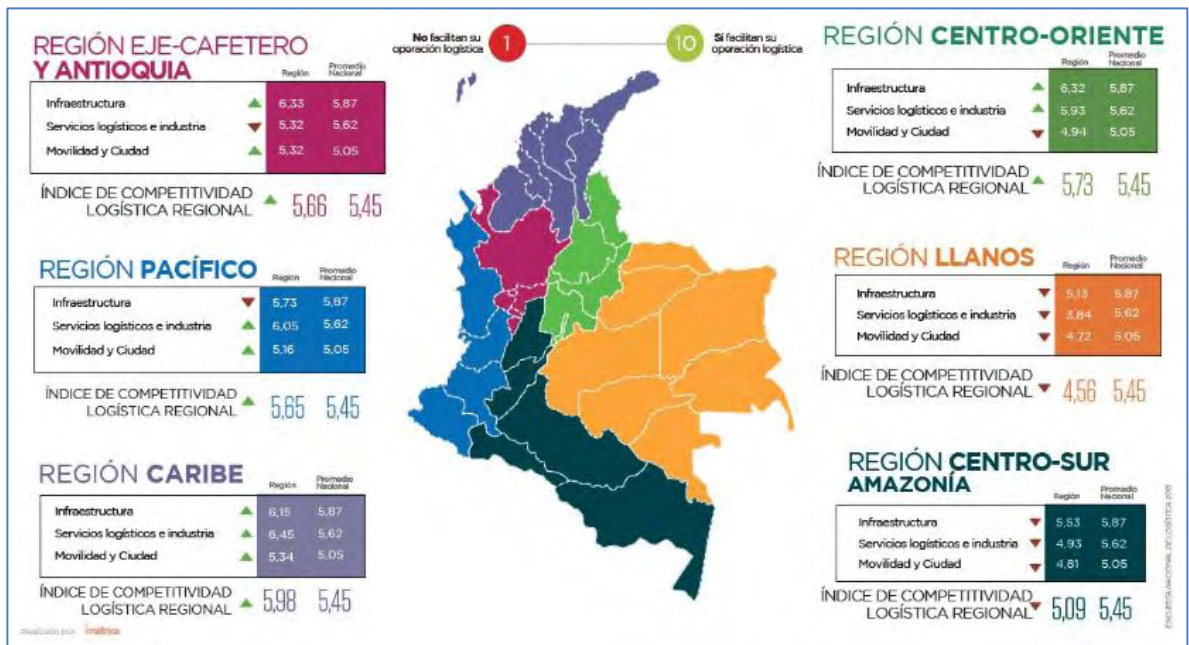 No facilitan su
operación logística
1
10
Sí facilitan su
operación logística
REGIÓN EJE-CAFETERO
Y ANTIOQUIA
Región Promedio Nacional
Infraestructura 6,33 5,87
Servicios logísticos e industria 5,32 5,62
Movilidad y Ciudad 5,32 5,05
ÍNDICE DE COMPETITIVIDAD
LOGÍSTICA REGIONAL 5,66 5,45
REGIÓN PACÍFICO
Región Promedio Nacional
Infraestructura 5,73 5,87
Servicios logísticos e industria 6,05 5,62
Movilidad y Ciudad 5,16 5,05
ÍNDICE DE COMPETITIVIDAD
LOGÍSTICA REGIONAL 5,65 5,45
REGIÓN CARIBE
Región Promedio Nacional
Infraestructura 6,15 5,87
Servicios logísticos e industria 6,45 5,62
Movilidad y Ciudad 5,34 5,05
ÍNDICE DE COMPETITIVIDAD
LOGÍSTICA REGIONAL 5,98 5,45
Realizado por:
REGIÓN CENTRO-ORIENTE
Región Promedio Nacional
Infraestructura 6,32 5,87
Servicios logísticos e industria 5,93 5,62
Movilidad y Ciudad 4,94 5,05
ÍNDICE DE COMPETITIVIDAD
LOGÍSTICA REGIONAL 5,73 5,45
REGIÓN LLANOS
Región Promedio Nacional
Infraestructura 5,13 5,87
Servicios logísticos e industria 3,84 5,62
Movilidad y Ciudad 4,72 5,05
ÍNDICE DE COMPETITIVIDAD
LOGÍSTICA REGIONAL 4,56 5,45
REGIÓN CENTRO-SUR
AMAZONÍA
Región Promedio Nacional
Infraestructura 5,53 5,87
Servicios logísticos e industria 4,93 5,62
Movilidad y Ciudad 4,81 5,05
ÍNDICE DE COMPETITIVIDAD
LOGÍSTICA REGIONAL 5,09 5,45
ENCUESTA NACIONAL DE LOGÍSTICA